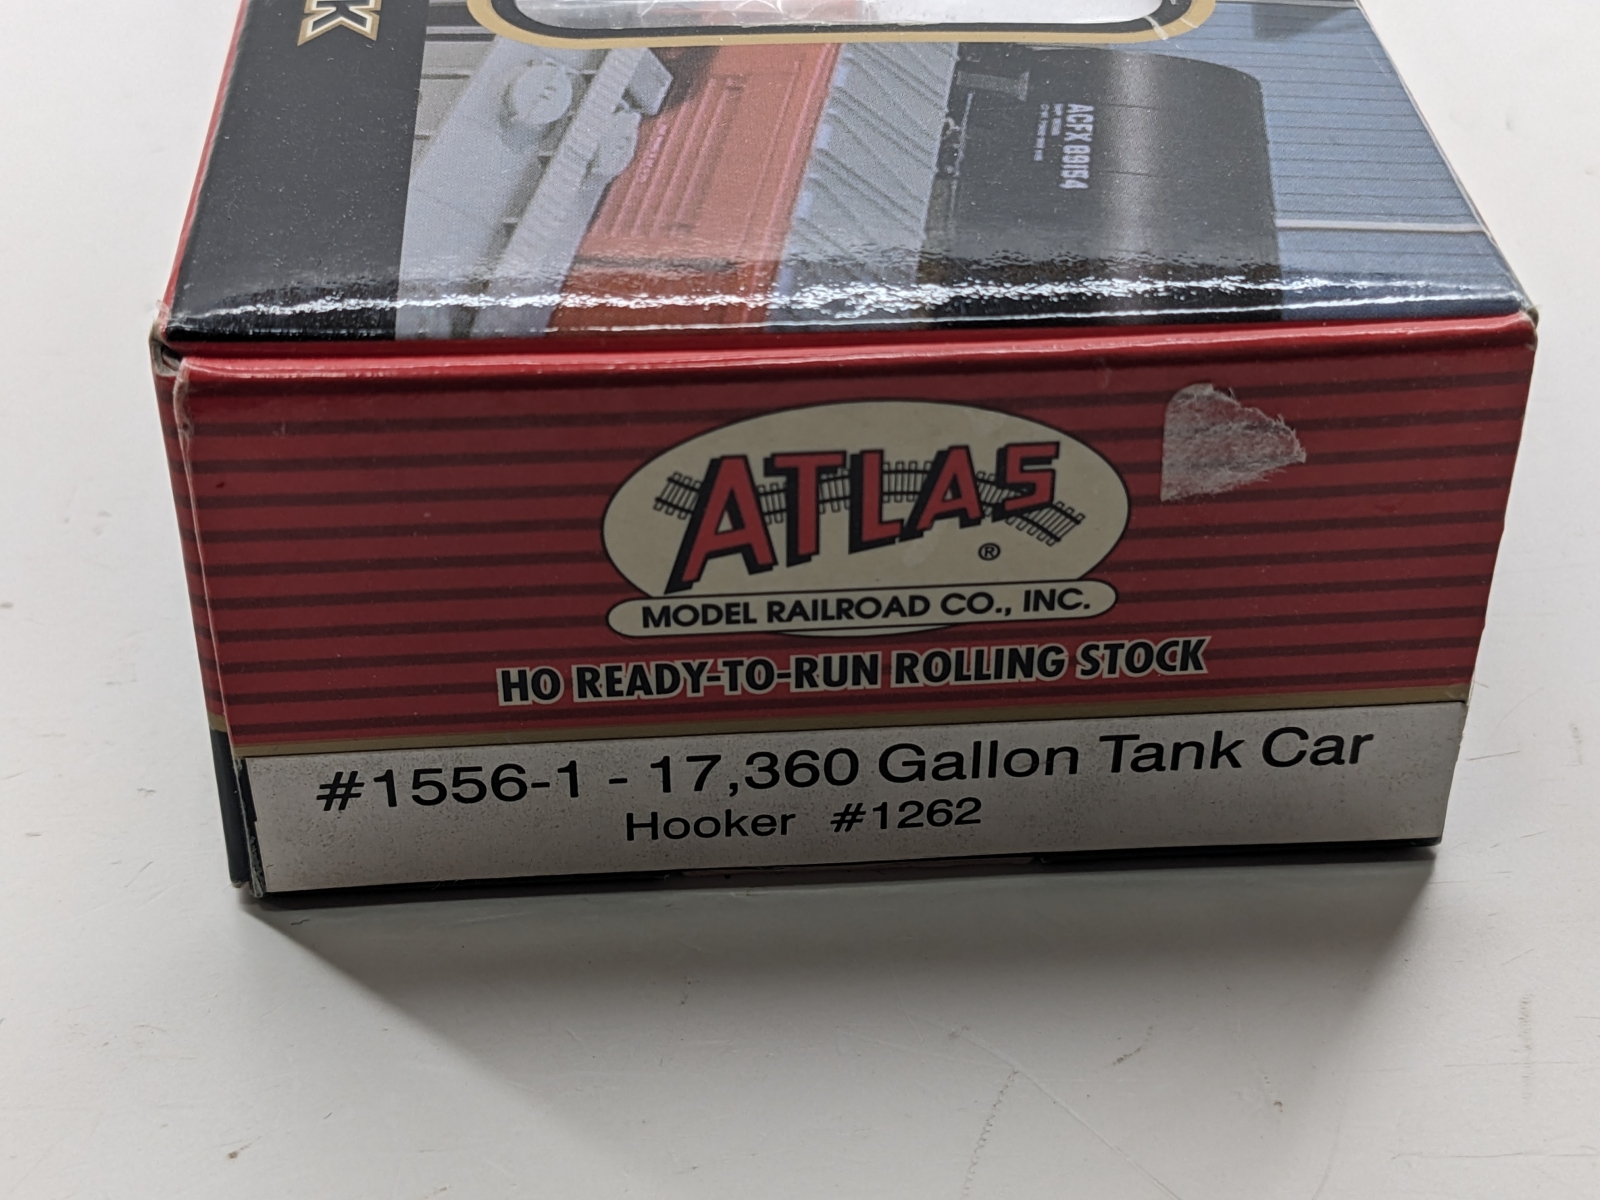 K
ACFX 89154
ATLAS
®
MODEL RAILROAD CO., INC.
HO READY-TO-RUN ROLLING STOCK
#1556-1 - 17,360 Gallon Tank Car
Hooker #1262